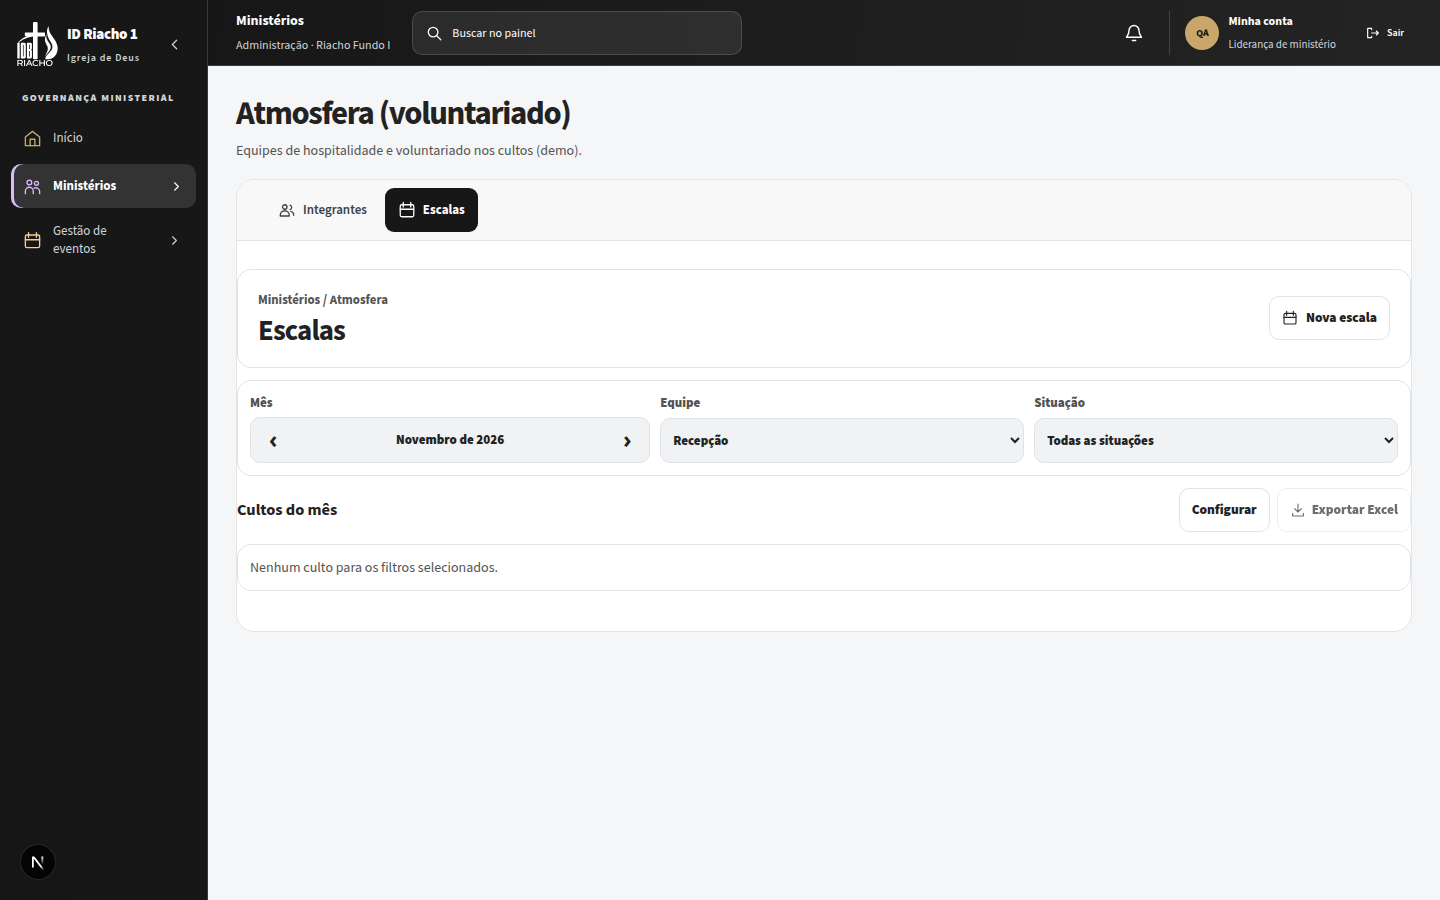 IDB
RIACHO
ID Riacho 1
Igreja de Deus
GOVERNANÇA MINISTERIAL
Início
Ministérios
Gestão de
eventos
Ministérios
Administração · Riacho Fundo I
Buscar no painel
QA
Minha conta
Liderança de ministério
Sair
Atmosfera (voluntariado)
Equipes de hospitalidade e voluntariado nos cultos (demo).
Integrantes
Escalas
Ministérios / Atmosfera
Escalas
Nova escala
Mês
Equipe
Situação
Novembro de 2026
Recepção
Todas as situações
Cultos do mês
Configurar
Exportar Excel
Nenhum culto para os filtros selecionados.
N